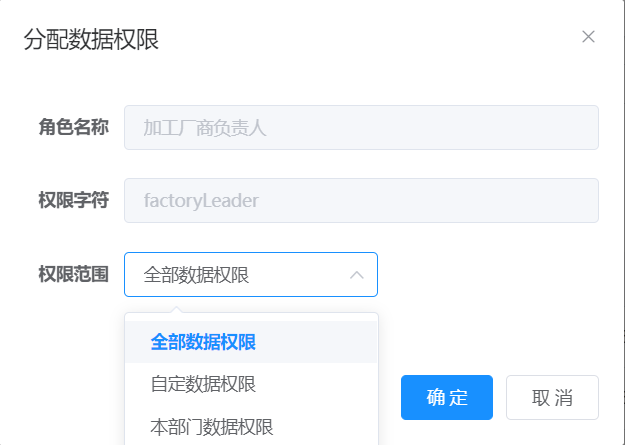 分配数据权限
角色名称 加工厂商负责人
权限字符 factoryLeader
权限范围 全部数据权限
全部数据权限
自定数据权限
本部门数据权限
确 定 取 消